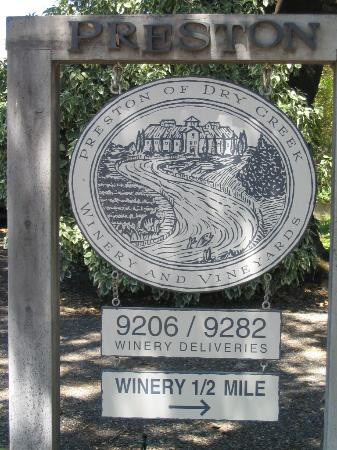 PRESTON
PRESTON OF DRY CREEK
WINERY AND VINEYARDS
9206 / 9282
WINERY DELIVERIES
WINERY 1/2 MILE